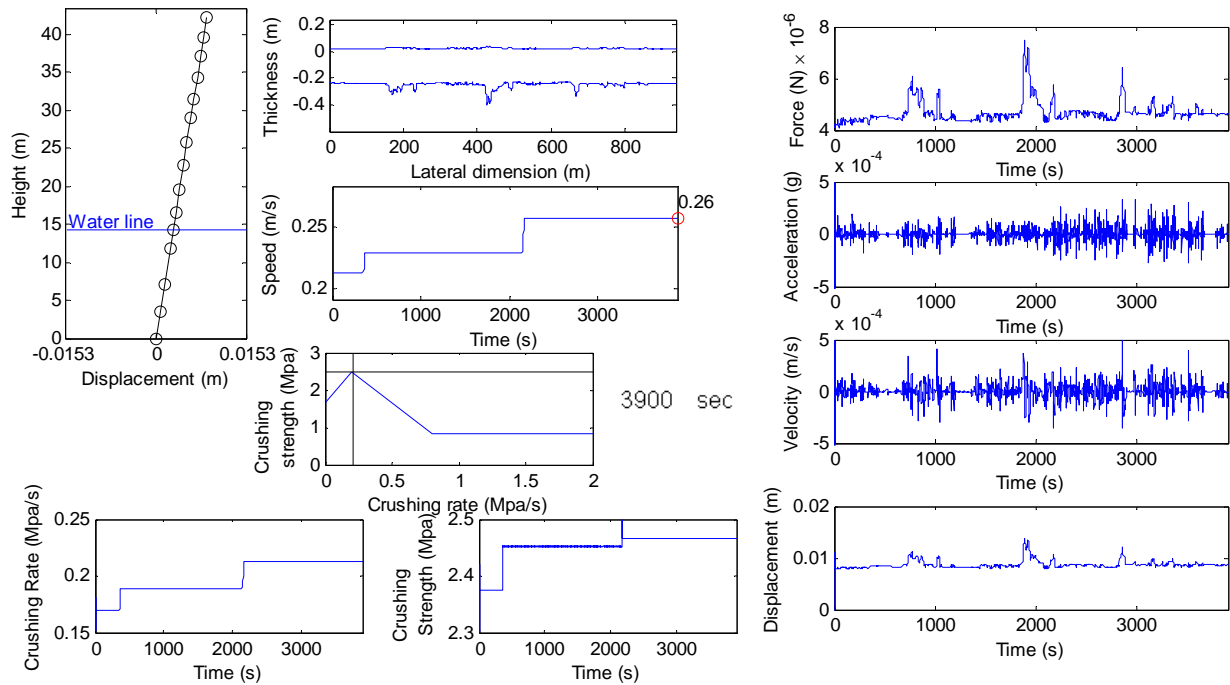 40
35
30
25
20
15
10
5
0
Height (m)
Water line
-0.0153 0 0.0153
Displacement (m)
0.2
0
-0.2
-0.4
Thickness (m)
0 200 400 600 800
Lateral dimension (m)
0.25
0.2
Speed (m/s)
0.26
0 1000 2000 3000
Time (s)
3
2
1
0
Crushing
strength (Mpa)
0 0.5 1 1.5 2
Crushing rate (Mpa/s)
3900 sec
0.25
0.2
0.15
Crushing Rate (Mpa/s)
0 1000 2000 3000
Time (s)
2.5
2.4
2.3
Crushing
Strength (Mpa)
0 1000 2000 3000
Time (s)
8
6
4
Force (N) × 10⁻⁶
0 1000 2000 3000
Time (s)
x 10⁻⁴
5
0
-5
Acceleration (g)
0 1000 2000 3000
Time (s)
x 10⁻⁴
5
0
-5
Velocity (m/s)
0 1000 2000 3000
Time (s)
0.02
0.01
0
Displacement (m)
0 1000 2000 3000
Time (s)